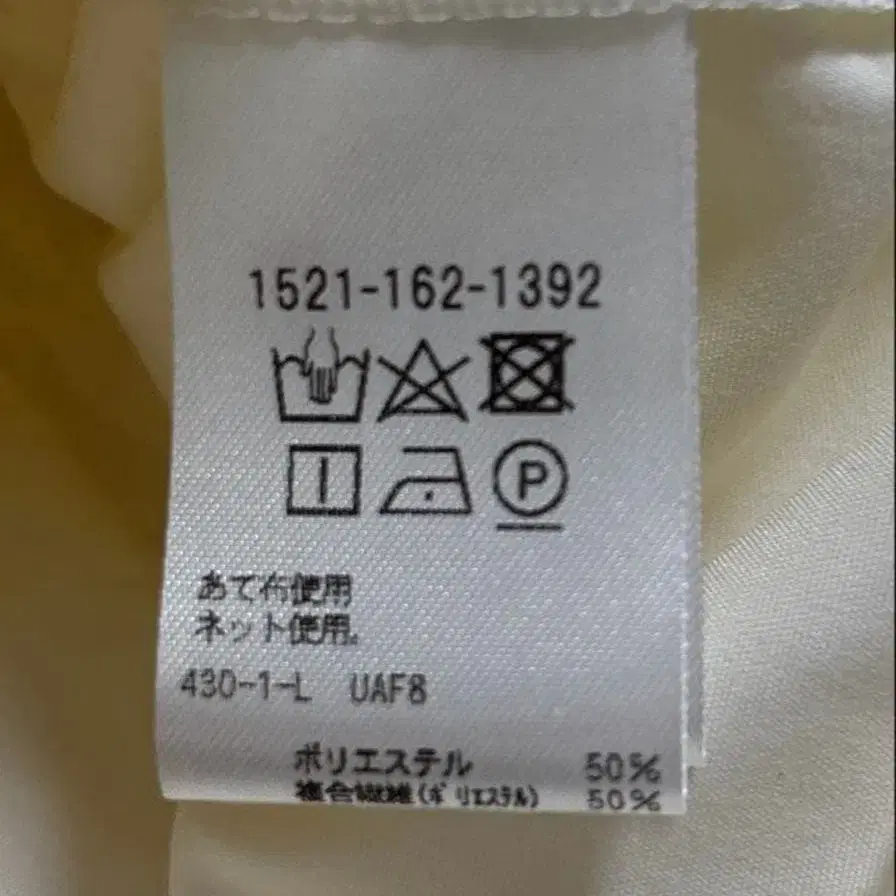 1521-162-1392
P
あて布使用
ネット使用。
430-1-L UAF8
ポリエステル 50%
複合繊維(ポリエステル) 50%